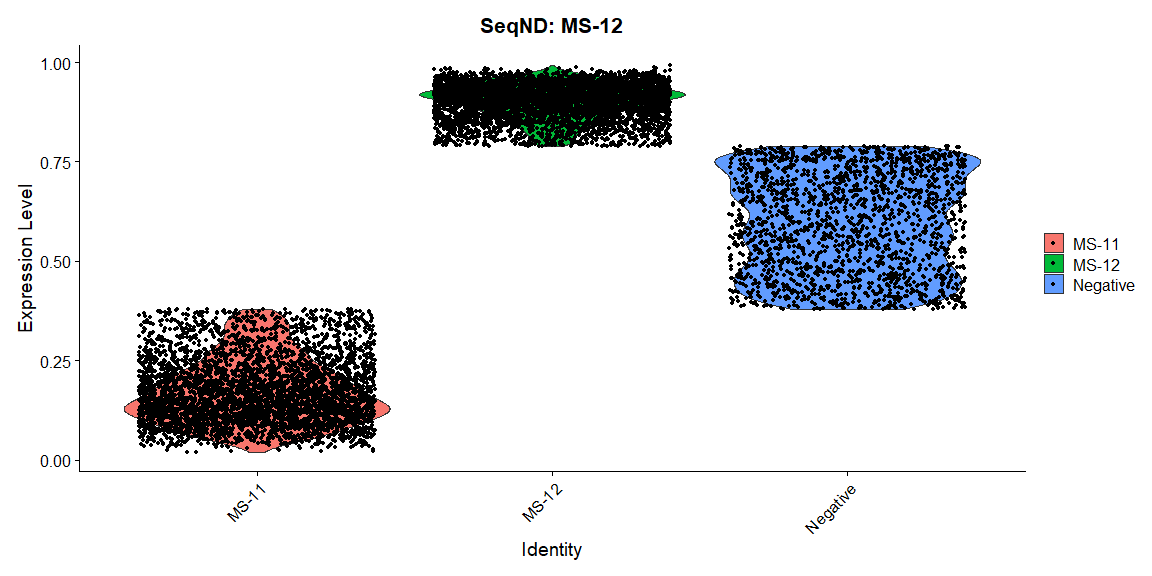 SeqND: MS-12
Expression Level
1.00
0.75
0.50
0.25
0.00
MS-11
MS-12
Negative
Identity
MS-11
MS-12
Negative